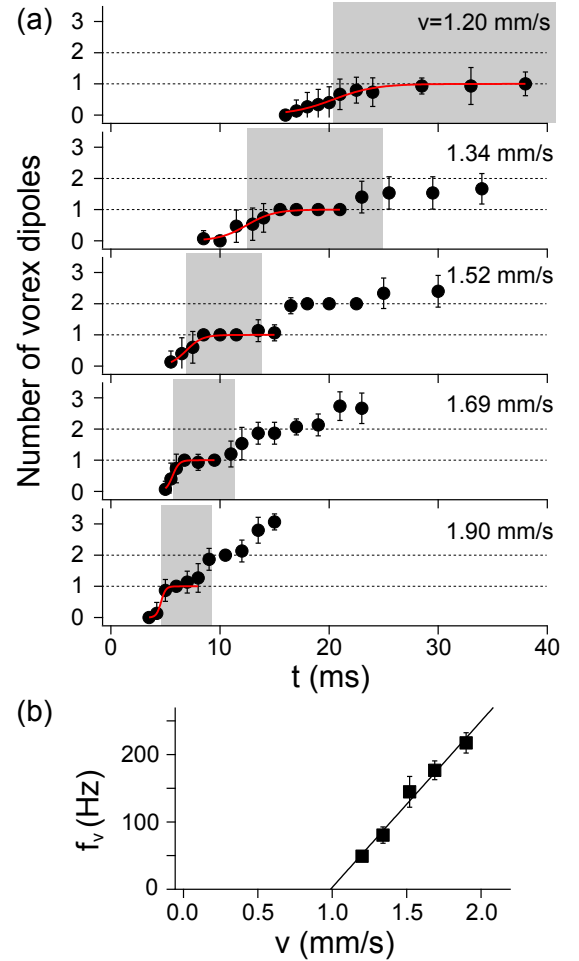 (a)
3
2
1
0
v=1.20 mm/s
3
2
1
0
1.34 mm/s
3
2
1
0
1.52 mm/s
3
2
1
0
1.69 mm/s
3
2
1
0
1.90 mm/s
Number of vorex dipoles
0 10 20 30 40
t (ms)
(b)
200
100
0
fᵥ (Hz)
0.0 0.5 1.0 1.5 2.0
v (mm/s)